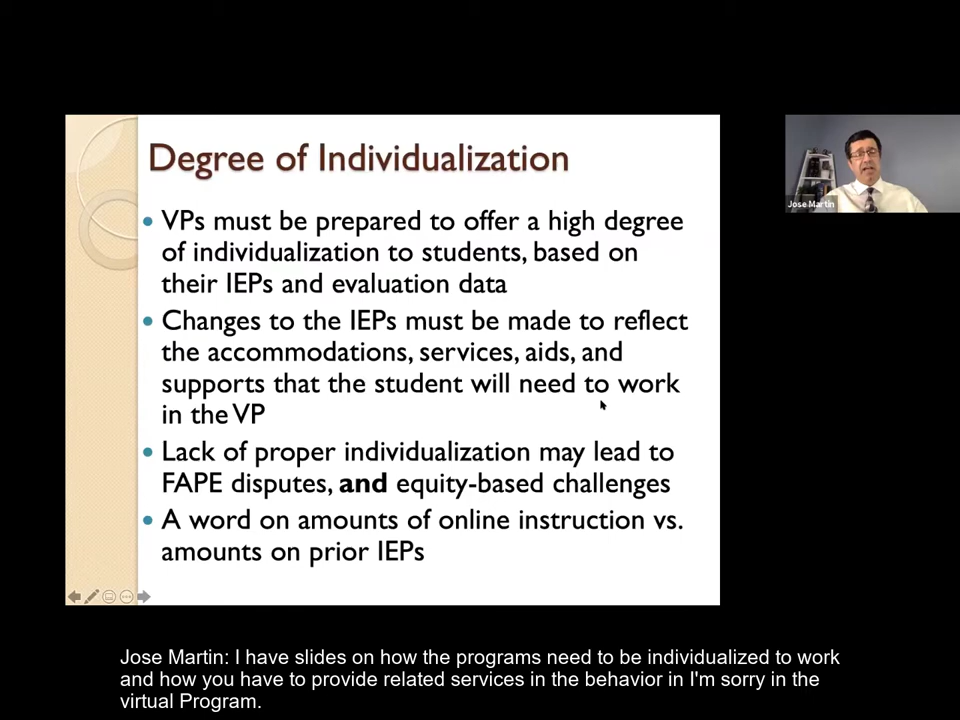 Degree of Individualization
• VPs must be prepared to offer a high degree
of individualization to students, based on
their IEPs and evaluation data
• Changes to the IEPs must be made to reflect
the accommodations, services, aids, and
supports that the student will need to work
in the VP
• Lack of proper individualization may lead to
FAPE disputes, and equity-based challenges
• A word on amounts of online instruction vs.
amounts on prior IEPs
Jose Martin
Jose Martin: I have slides on how the programs need to be individualized to work
and how you have to provide related services in the behavior in I'm sorry in the
virtual Program.